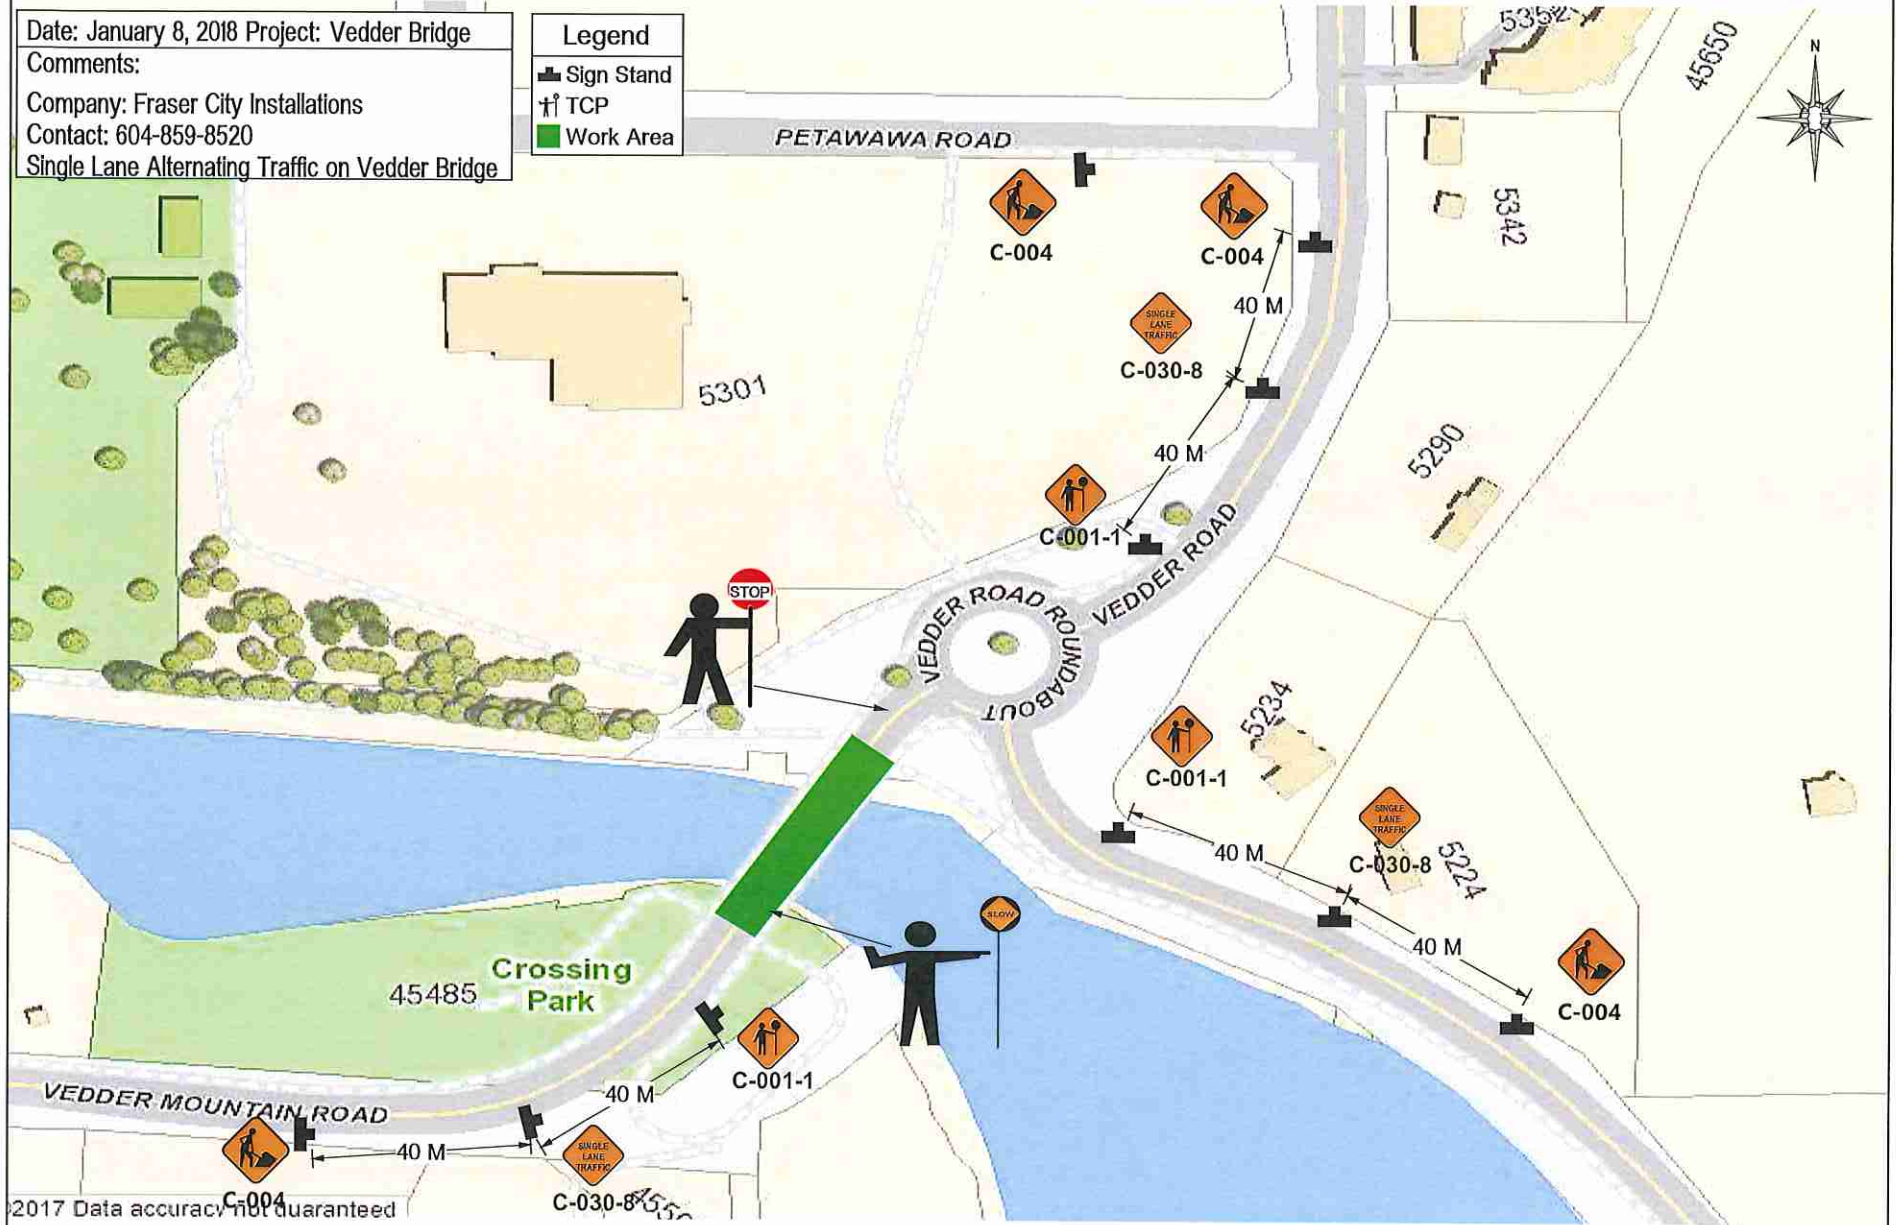 Date: January 8, 2018 Project: Vedder Bridge
Comments:
Company: Fraser City Installations
Contact: 604-859-8520
Single Lane Alternating Traffic on Vedder Bridge
Legend
Sign Stand
TCP
Work Area
5352
45650
N
PETAWAWA ROAD
C-004
C-004
5342
40 M
SINGLE
LANE
TRAFFIC
C-030-8
5301
40 M
5290
C-001-1
VEDDER ROAD
STOP
VEDDER ROAD ROUNDABOUT
5234
C-001-1
SINGLE
LANE
TRAFFIC
C-030-8
40 M
5224
SLOW
40 M
C-004
Crossing
Park
45485
C-001-1
40 M
VEDDER MOUNTAIN ROAD
40 M
SINGLE
LANE
TRAFFIC
C-004
C-030-8
2017 Data accuracy not guaranteed